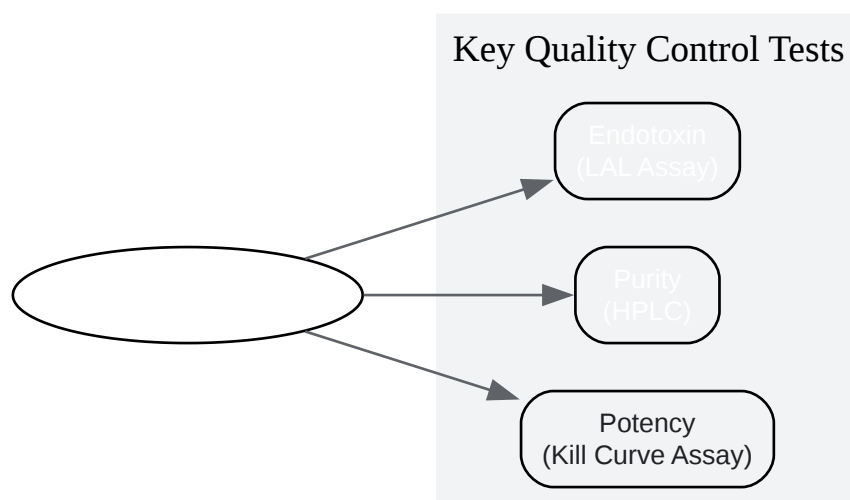 Key Quality Control Tests
Endotoxin
(LAL Assay)
Purity
(HPLC)
Potency
(Kill Curve Assay)